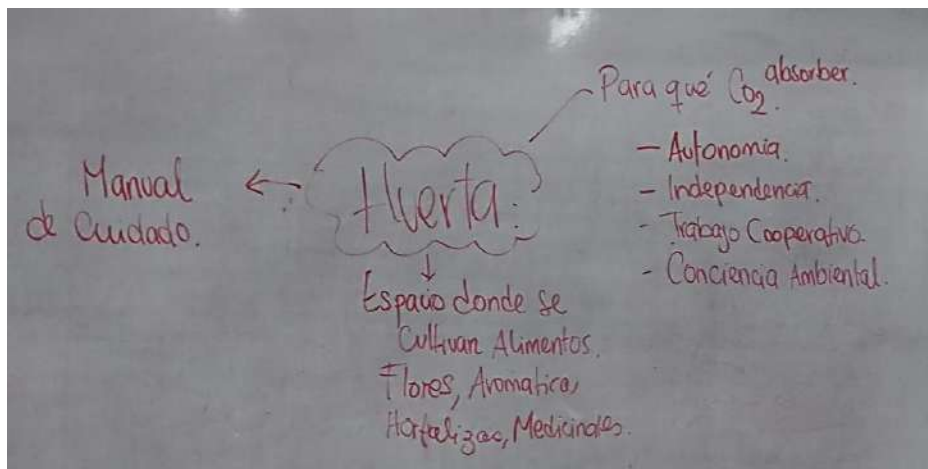 Para qué CO2 absorber.
- Autonomia.
- Independencia.
- Trabajo Cooperativo.
- Conciencia Ambiental.
Huerta.
Manual
de Cuidado.
Espacio donde se
Cultivan Alimentos.
Flores, Aromaticas,
Hortalizas, Medicinales.